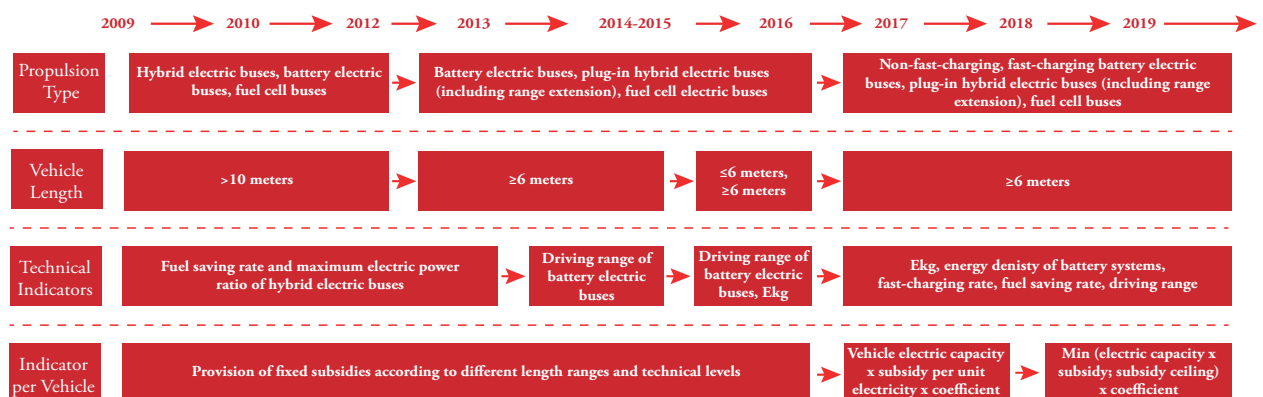 2009 2010 2012 2013 2014-2015 2016 2017 2018 2019
Propulsion
Type
Hybrid electric buses, battery electric
buses, fuel cell buses
Battery electric buses, plug-in hybrid electric buses
(including range extension), fuel cell electric buses
Non-fast-charging, fast-charging battery electric
buses, plug-in hybrid electric buses (including range
extension), fuel cell buses
Vehicle
Length
>10 meters
≥6 meters
≤6 meters,
≥6 meters
≥6 meters
Technical
Indicators
Fuel saving rate and maximum electric power
ratio of hybrid electric buses
Driving range of
battery electric
buses
Driving range of
battery electric
buses, Ekg
Ekg, energy denisty of battery systems,
fast-charging rate, fuel saving rate, driving range
Indicator
per Vehicle
Provision of fixed subsidies according to different length ranges and technical levels
Vehicle electric capacity
x subsidy per unit
electricity x coefficient
Min (electric capacity x
subsidy; subsidy ceiling)
x coefficient